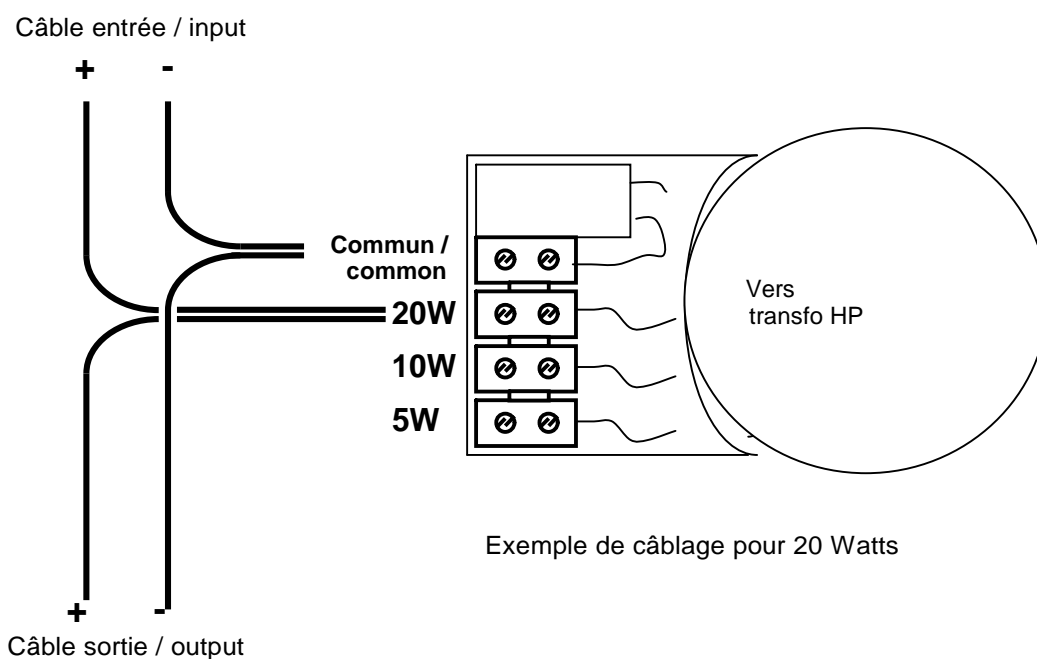 Câble entrée / input
+ -
Commun /
common
20W
10W
5W
Vers
transfo HP
Exemple de câblage pour 20 Watts
+ -
Câble sortie / output